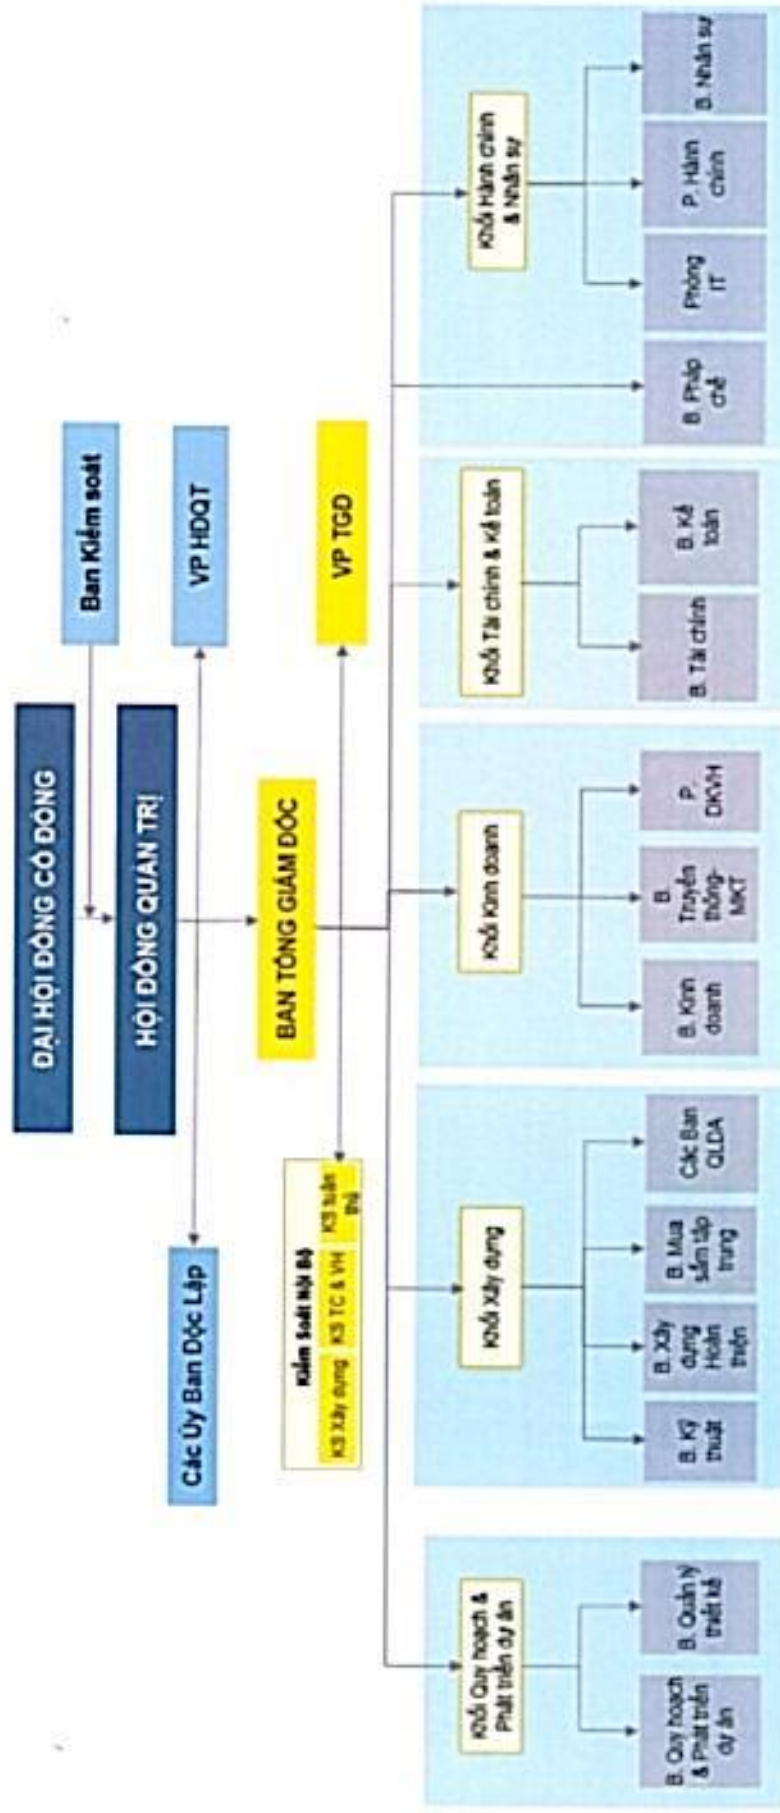 ĐẠI HỘI ĐỒNG CỔ ĐÔNG
Ban Kiểm soát
HỘI ĐỒNG QUẢN TRỊ
Các Ủy Ban Độc Lập
VP HĐQT
BAN TỔNG GIÁM ĐỐC
Kiểm Soát Nội Bộ
KS Xây dựng
KS TC & VH
KS tuân
thủ
VP TGĐ
Khối Quy hoạch &
Phát triển dự án
Khối Xây dựng
Khối Kinh doanh
Khối Tài chính & Kế toán
Khối Hành chính
& Nhân sự
B. Quy hoạch
& Phát triển
dự án
B. Quản lý
thiết kế
B. Kỹ
thuật
B. Xây
dựng
Hoàn
thiện
B. Mua
sắm tập
trung
Các Ban
QLDA
B. Kinh
doanh
B.
Truyền
thông-
MKT
P.
DKVH
B. Tài chính
B. Kế
toán
B. Pháp
chế
Phòng
IT
P. Hành
chính
B. Nhân sự